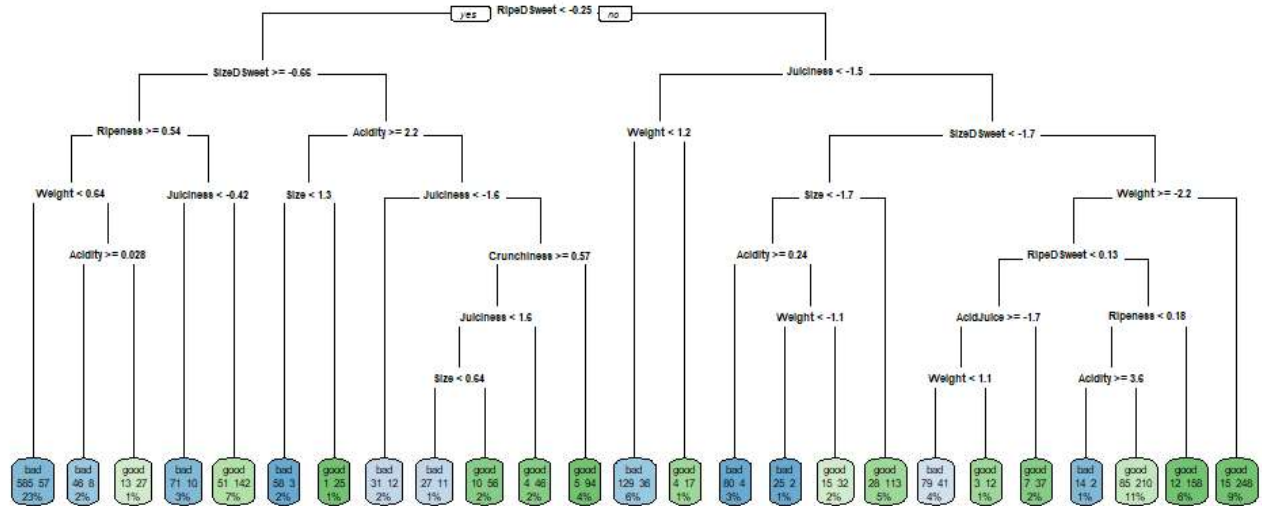 yes RipeDSweet < -0.25 no
SizeDSweet >= -0.66 Juiciness < -1.5
Ripeness >= 0.54 Acidity >= 2.2 Weight < 1.2 SizeDSweet < -1.7
Weight < 0.64 Juiciness < -0.42 Size < 1.3 Juiciness < -1.6 Size < -1.7 Weight >= -2.2
Acidity >= 0.028 Crunchiness >= 0.57 Acidity >= 0.24 RipeDSweet < 0.13
Juiciness < 1.6 Weight < -1.1 AcidJuice >= -1.7 Ripeness < 0.18
Size < 0.64 Weight < 1.1 Acidity >= 3.6
bad bad good bad good bad good bad bad good good good bad good bad bad good good bad good good bad good good good
585 57 46 8 13 27 71 10 51 142 58 3 1 25 31 12 27 11 10 56 4 46 5 94 129 36 4 17 80 4 25 2 15 32 28 113 79 41 3 12 7 37 14 2 85 210 12 158 15 248
23% 2% 1% 3% 7% 2% 1% 2% 1% 2% 2% 4% 6% 1% 3% 1% 2% 5% 4% 1% 2% 1% 11% 6% 9%